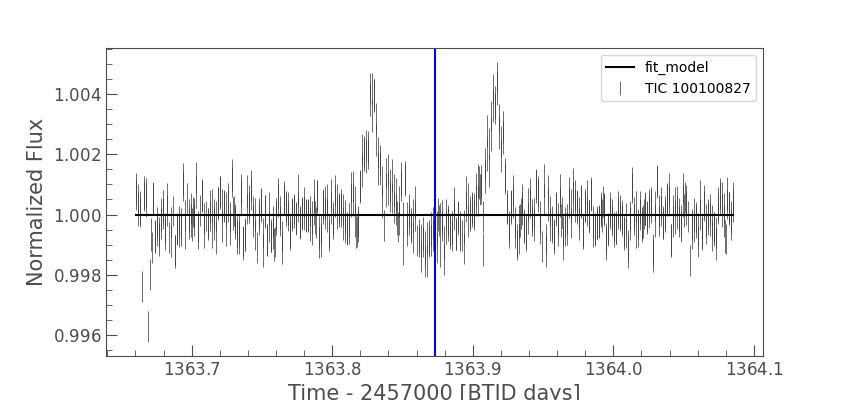 fit_model
TIC 100100827
Normalized Flux
1.004
1.002
1.000
0.998
0.996
1363.7 1363.8 1363.9 1364.0 1364.1
Time - 2457000 [BTJD days]